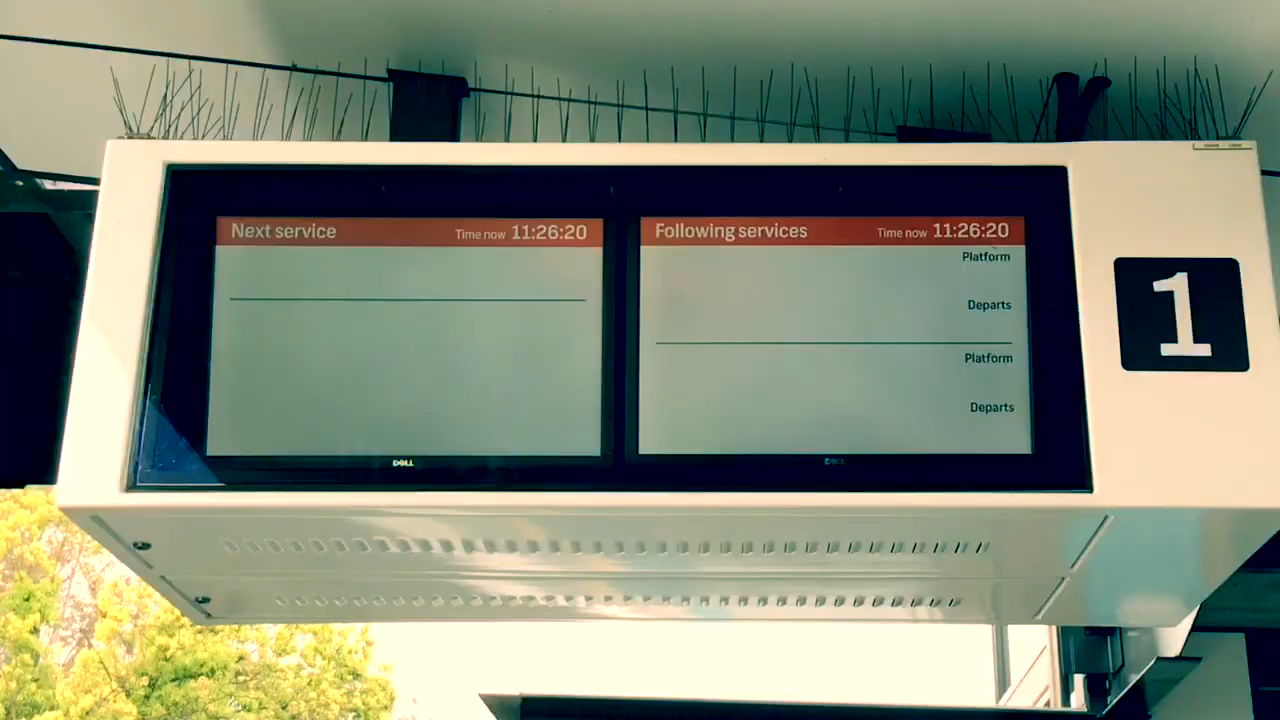 Next service Time now 11:26:20
Following services Time now 11:26:20
Platform
Departs
Platform
Departs
1
DELL
DELL